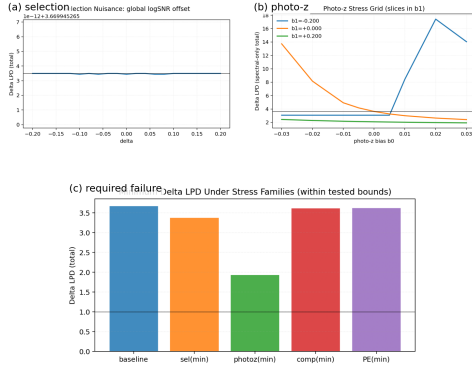 (a) selection
lection Nuisance: global logSNR offset
1e−12+3.669945265
Delta LPD (total)
7
6
5
4
3
2
1
0
−0.20
−0.15
−0.10
−0.05
0.00
0.05
0.10
0.15
0.20
delta
(b) photo-z
Photo-z Stress Grid (slices in b1)
b1=-0.200
b1=+0.000
b1=+0.200
Delta LPD (spectral-only total)
18
16
14
12
10
8
6
4
2
−0.03
−0.02
−0.01
0.00
0.01
0.02
0.03
photo-z bias b0
(c) required failure
Delta LPD Under Stress Families (within tested bounds)
Delta LPD (total)
3.5
3.0
2.5
2.0
1.5
1.0
0.5
0.0
baseline
sel(min)
photoz(min)
comp(min)
PE(min)